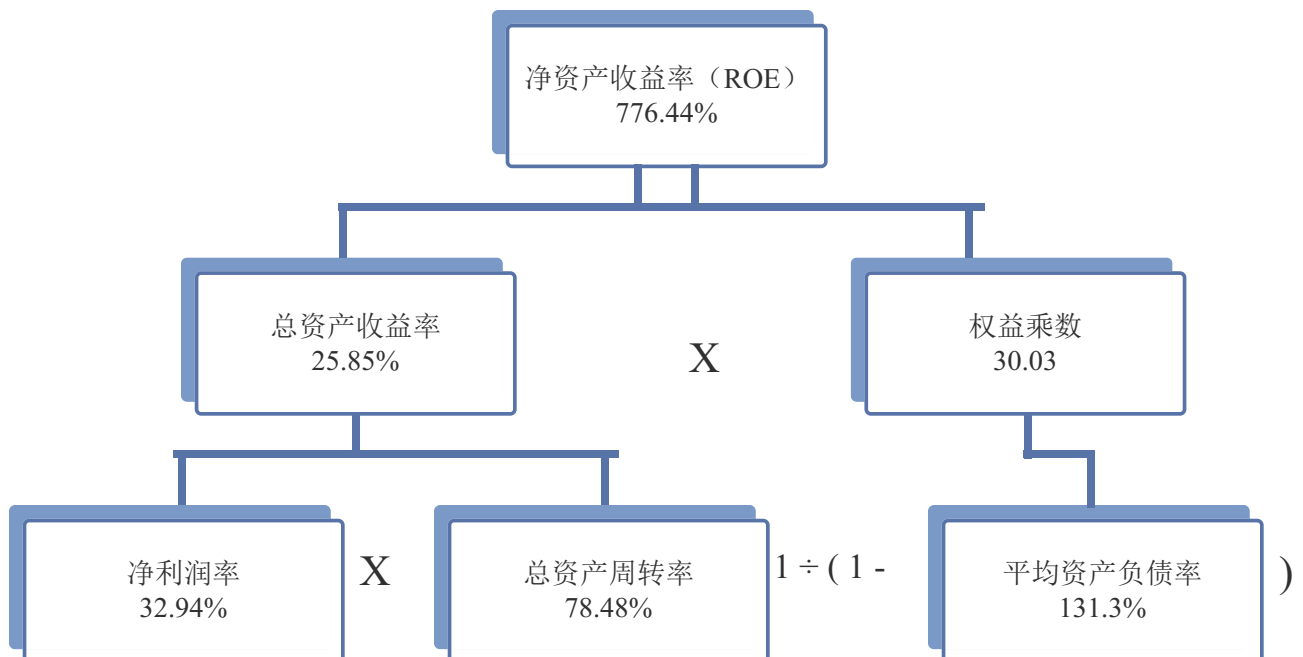 净资产收益率（ROE）
776.44%
总资产收益率
25.85%
X
权益乘数
30.03
净利润率
32.94%
X
总资产周转率
78.48%
1 ÷ ( 1 -
平均资产负债率
131.3%
)